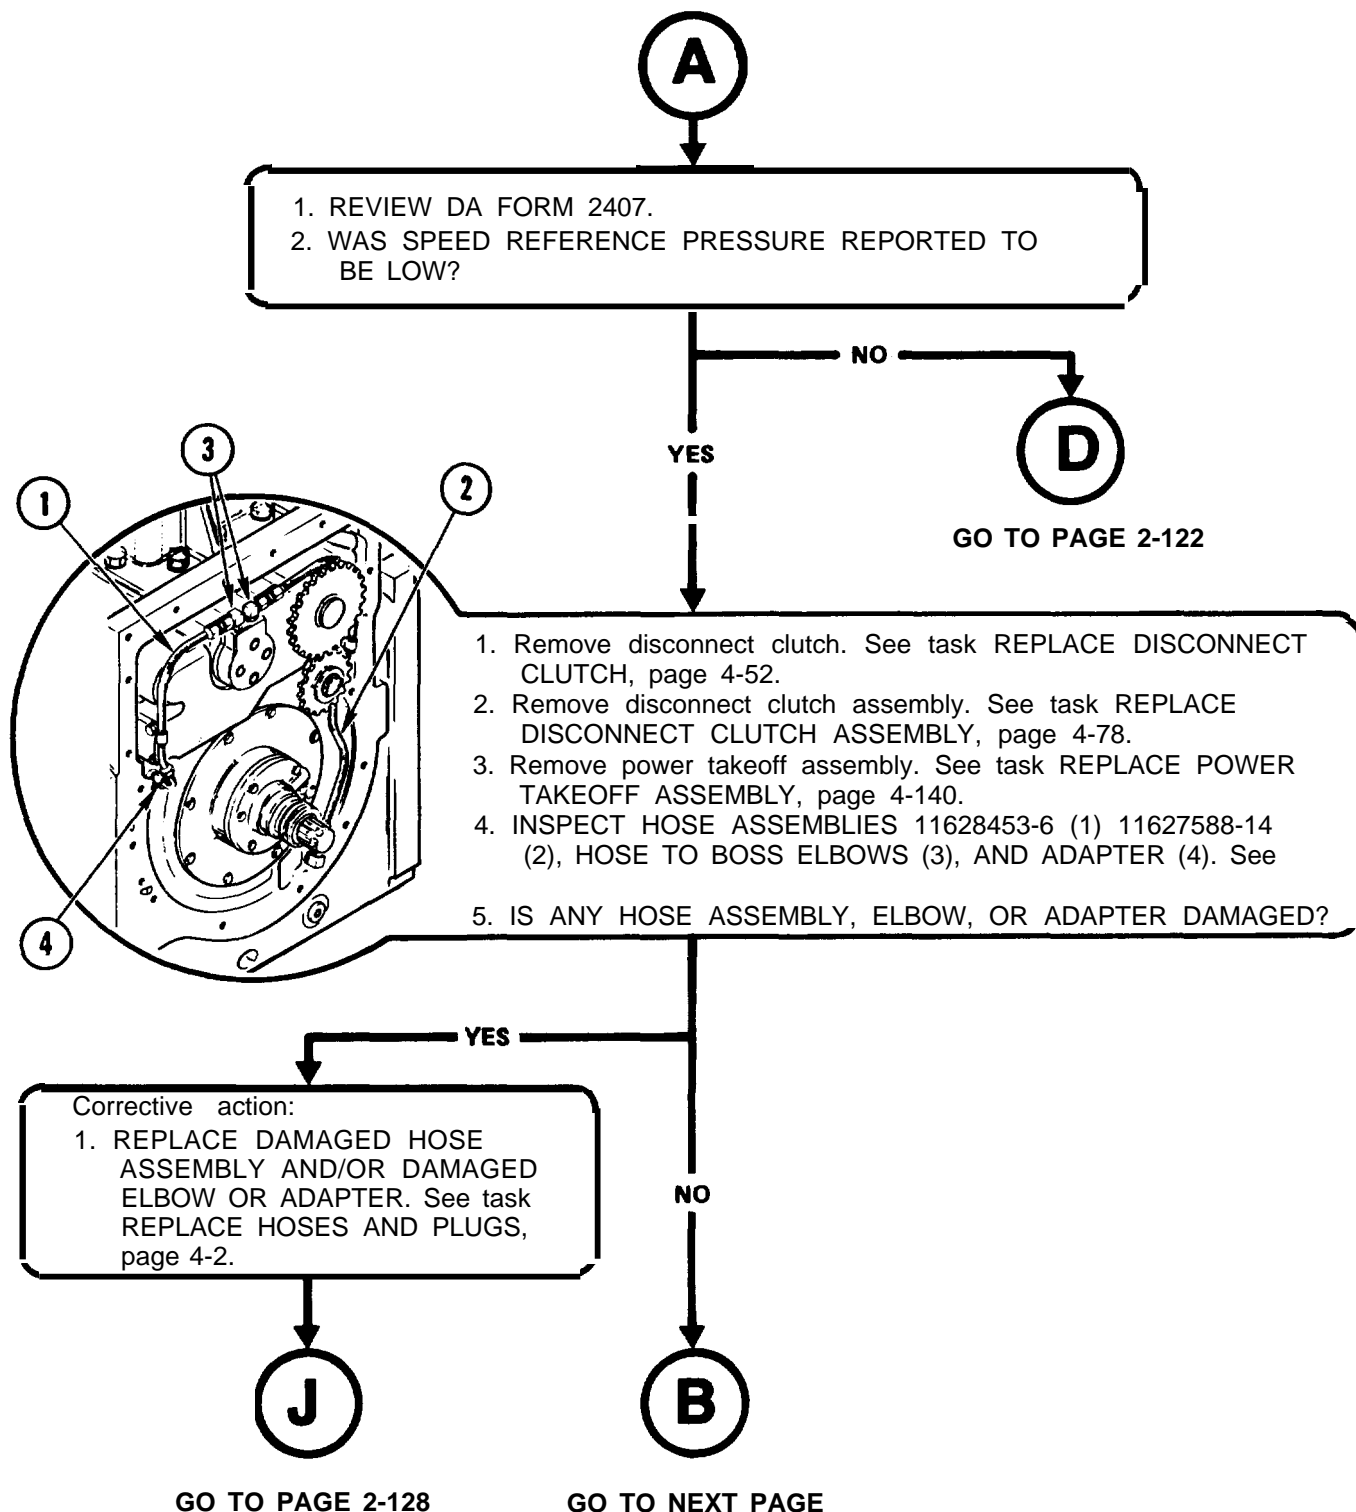 A
1. REVIEW DA FORM 2407.
2. WAS SPEED REFERENCE PRESSURE REPORTED TO
BE LOW?
NO
YES
D
GO TO PAGE 2-122
3
1
2
4
1. Remove disconnect clutch. See task REPLACE DISCONNECT
CLUTCH, page 4-52.
2. Remove disconnect clutch assembly. See task REPLACE
DISCONNECT CLUTCH ASSEMBLY, page 4-78.
3. Remove power takeoff assembly. See task REPLACE POWER
TAKEOFF ASSEMBLY, page 4-140.
4. INSPECT HOSE ASSEMBLIES 11628453-6 (1) 11627588-14
(2), HOSE TO BOSS ELBOWS (3), AND ADAPTER (4). See
5. IS ANY HOSE ASSEMBLY, ELBOW, OR ADAPTER DAMAGED?
YES
Corrective action:
1. REPLACE DAMAGED HOSE
ASSEMBLY AND/OR DAMAGED
ELBOW OR ADAPTER. See task
REPLACE HOSES AND PLUGS,
page 4-2.
NO
J
B
GO TO PAGE 2-128
GO TO NEXT PAGE